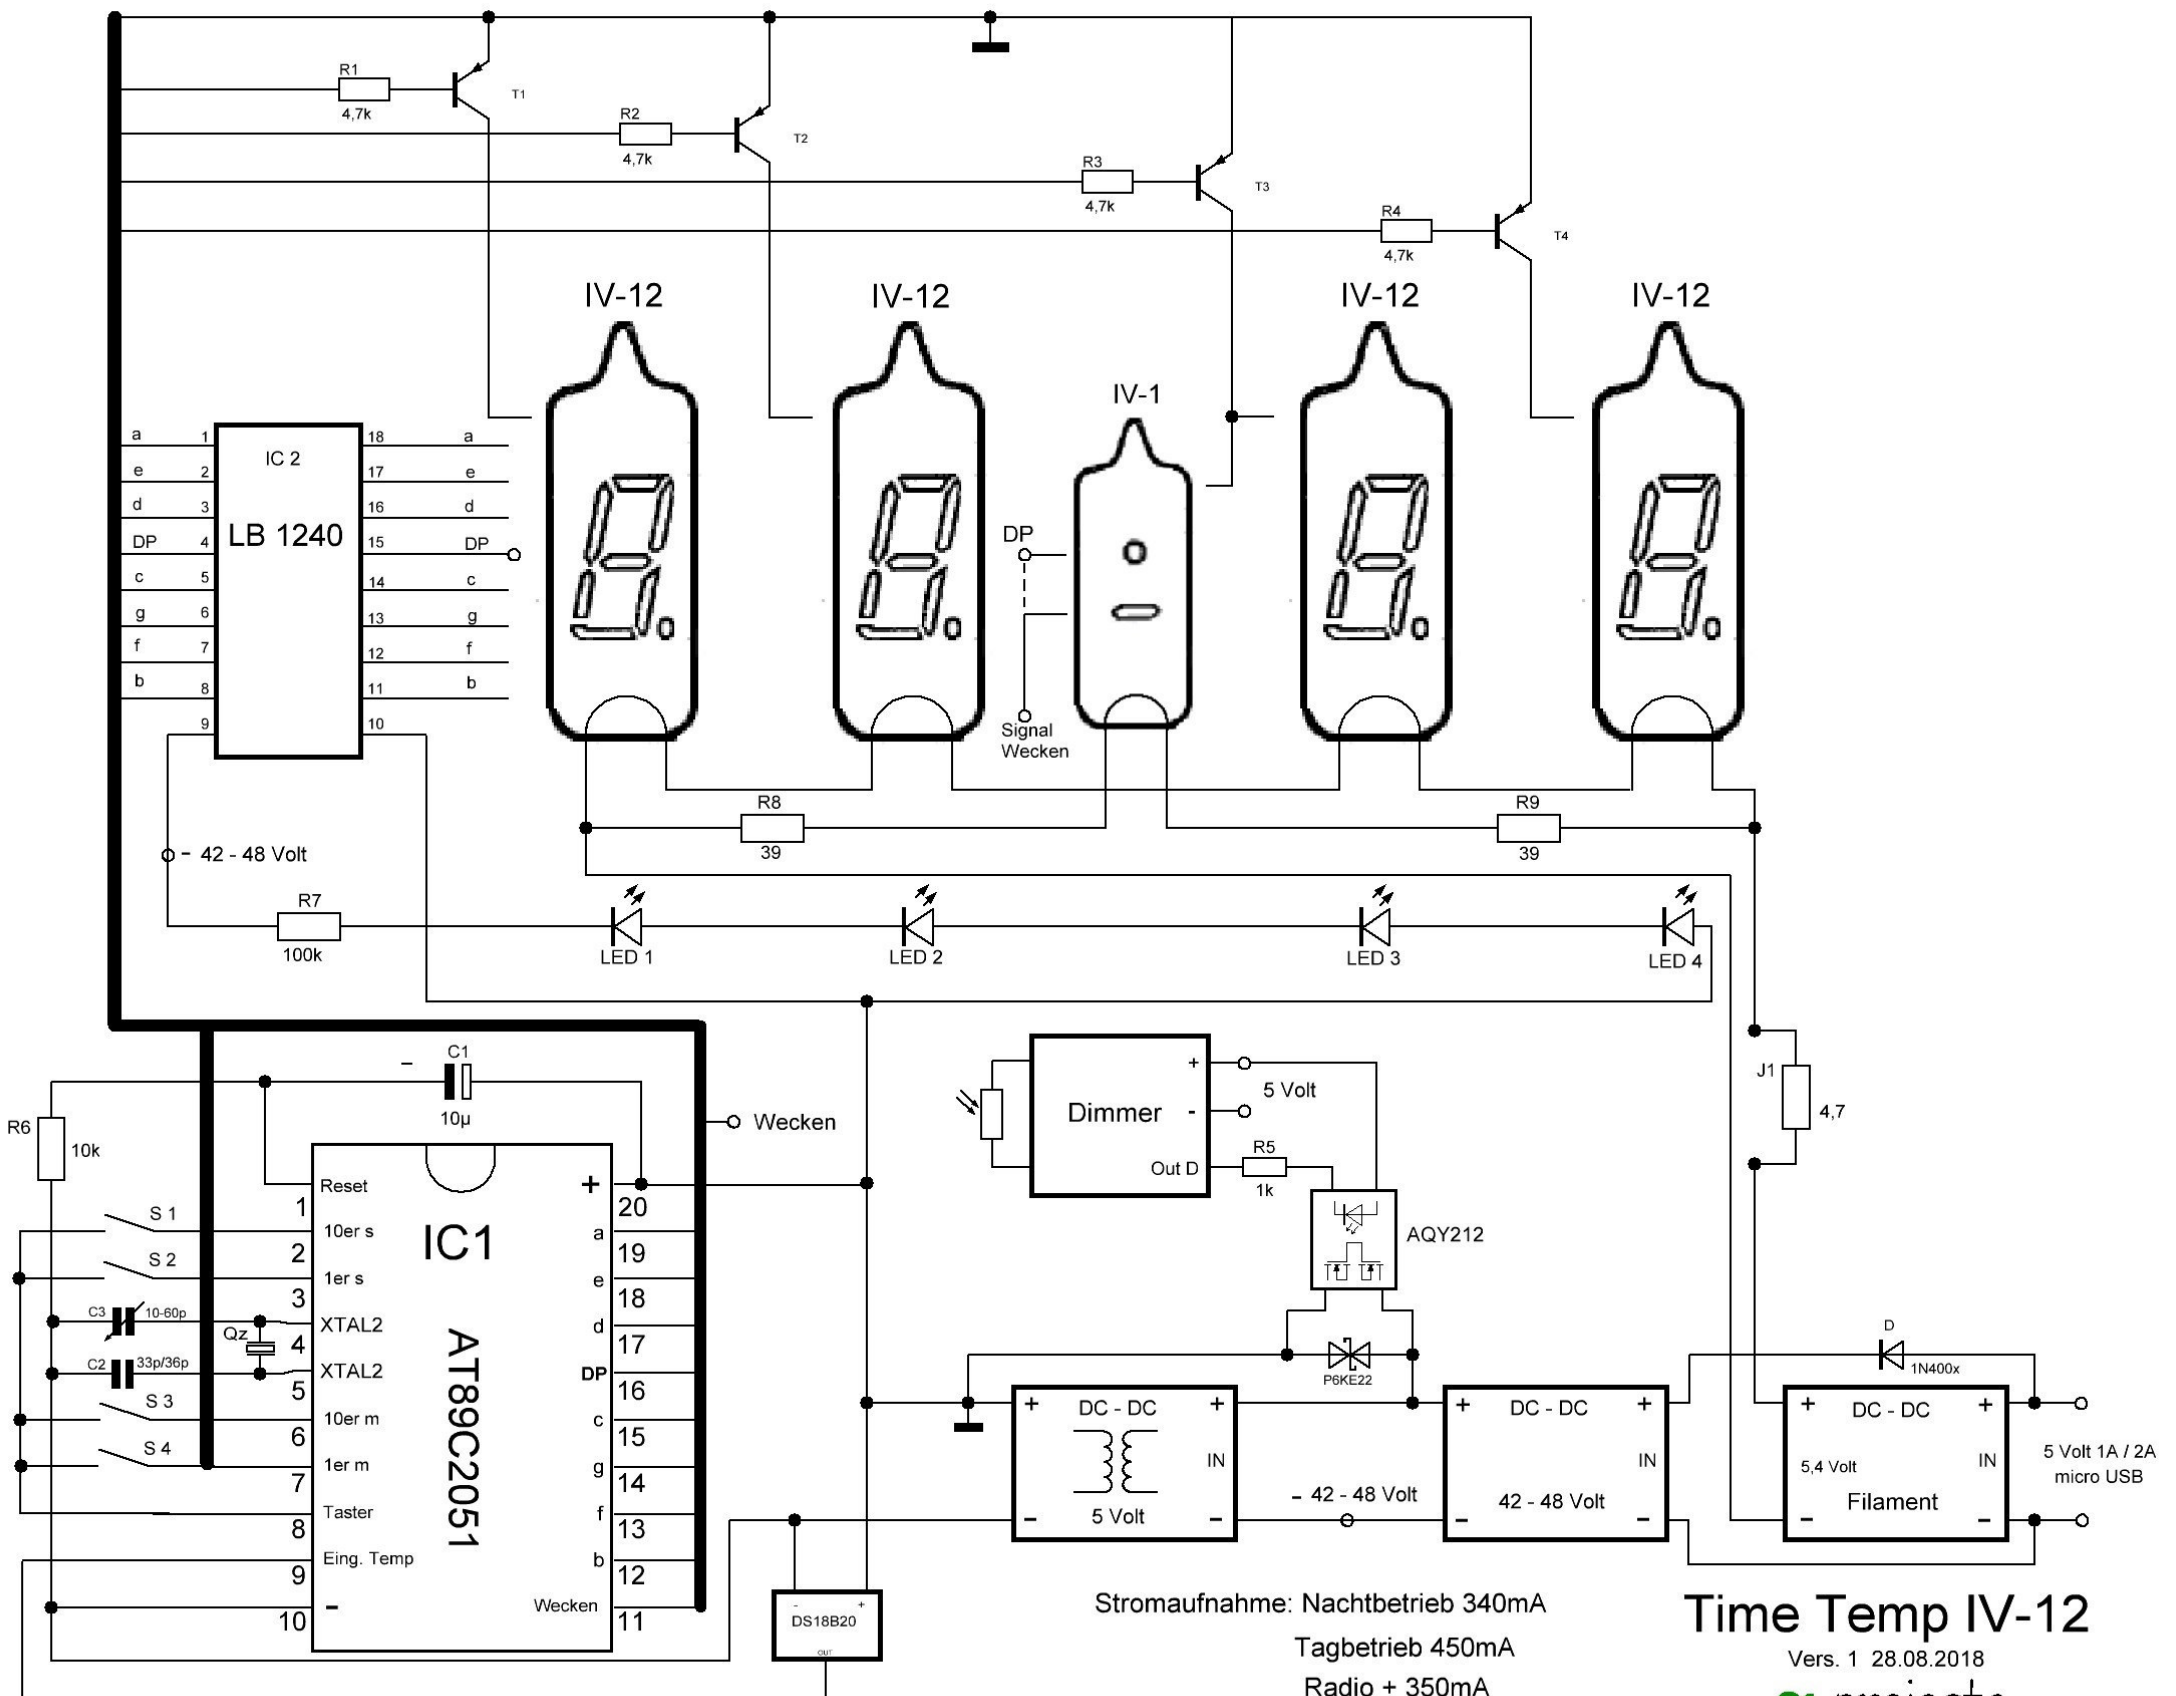 R1
4,7k
T1
R2
4,7k
T2
R3
4,7k
T3
R4
4,7k
T4
IV-12
IV-12
IV-1
IV-12
IV-12
IC 2
LB 1240
a 1 18 a
e 2 17 e
d 3 16 d
DP 4 15 DP
c 5 14 c
g 6 13 g
f 7 12 f
b 8 11 b
9 10
DP
Signal
Wecken
R8
39
R9
39
- 42 - 48 Volt
R7
100k
LED 1
LED 2
LED 3
LED 4
C1
−
10µ
Wecken
R6
10k
S 1
S 2
C3
10-60p
Qz
C2
33p/36p
S 3
S 4
IC1
AT89C2051
Reset
1
10er s
2
1er s
3
XTAL2
4
XTAL2
5
10er m
6
1er m
7
Taster
8
Eing. Temp
9
−
10
+
20
a
19
e
18
d
17
DP
16
c
15
g
14
f
13
b
12
Wecken
11
Dimmer
+
-
5 Volt
Out D
R5
1k
AQY212
P6KE22
J1
4,7
D
1N400x
+ DC - DC +
IN
− 5 Volt −
- 42 - 48 Volt
+ DC - DC +
IN
42 - 48 Volt
− −
+ DC - DC +
5,4 Volt IN
Filament
− −
5 Volt 1A / 2A
micro USB
- +
DS18B20
OUT
Stromaufnahme: Nachtbetrieb 340mA
Tagbetrieb 450mA
Radio + 350mA
Time Temp IV-12
Vers. 1 28.08.2018